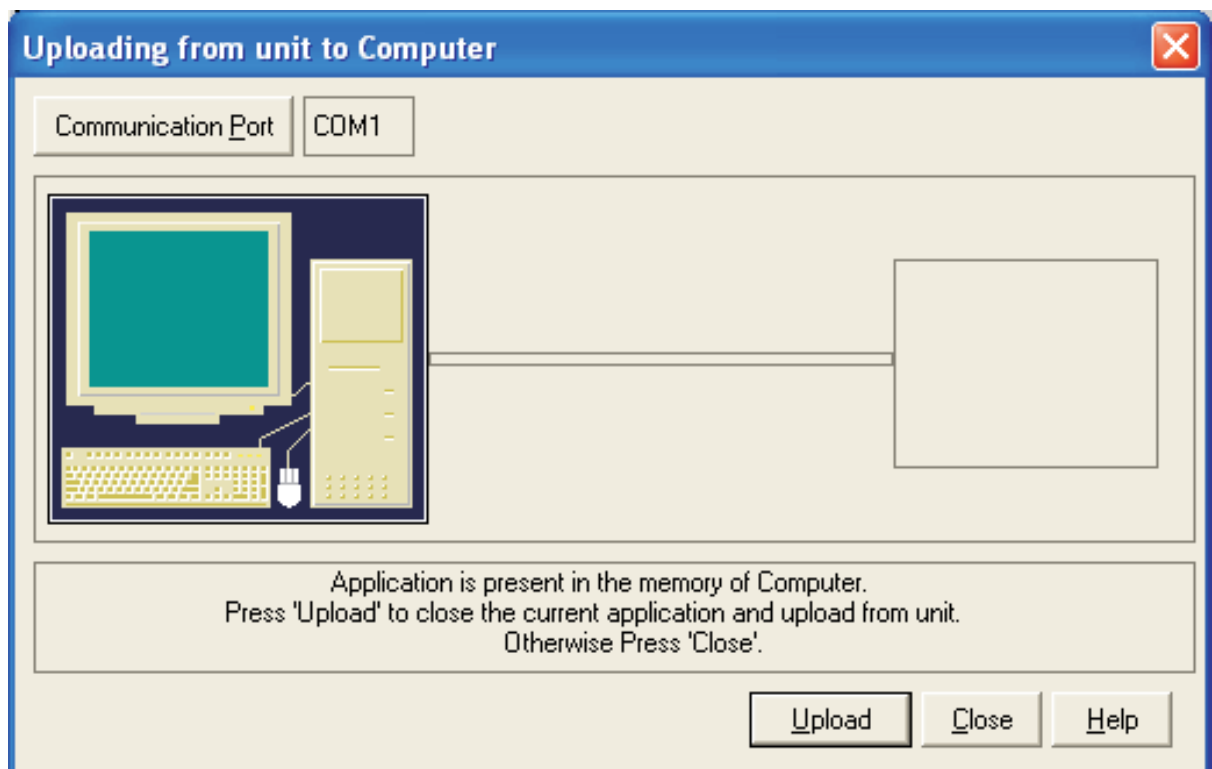 Uploading from unit to Computer
Communication Port
COM1
Application is present in the memory of Computer.
Press 'Upload' to close the current application and upload from unit.
Otherwise Press 'Close'.
Upload
Close
Help